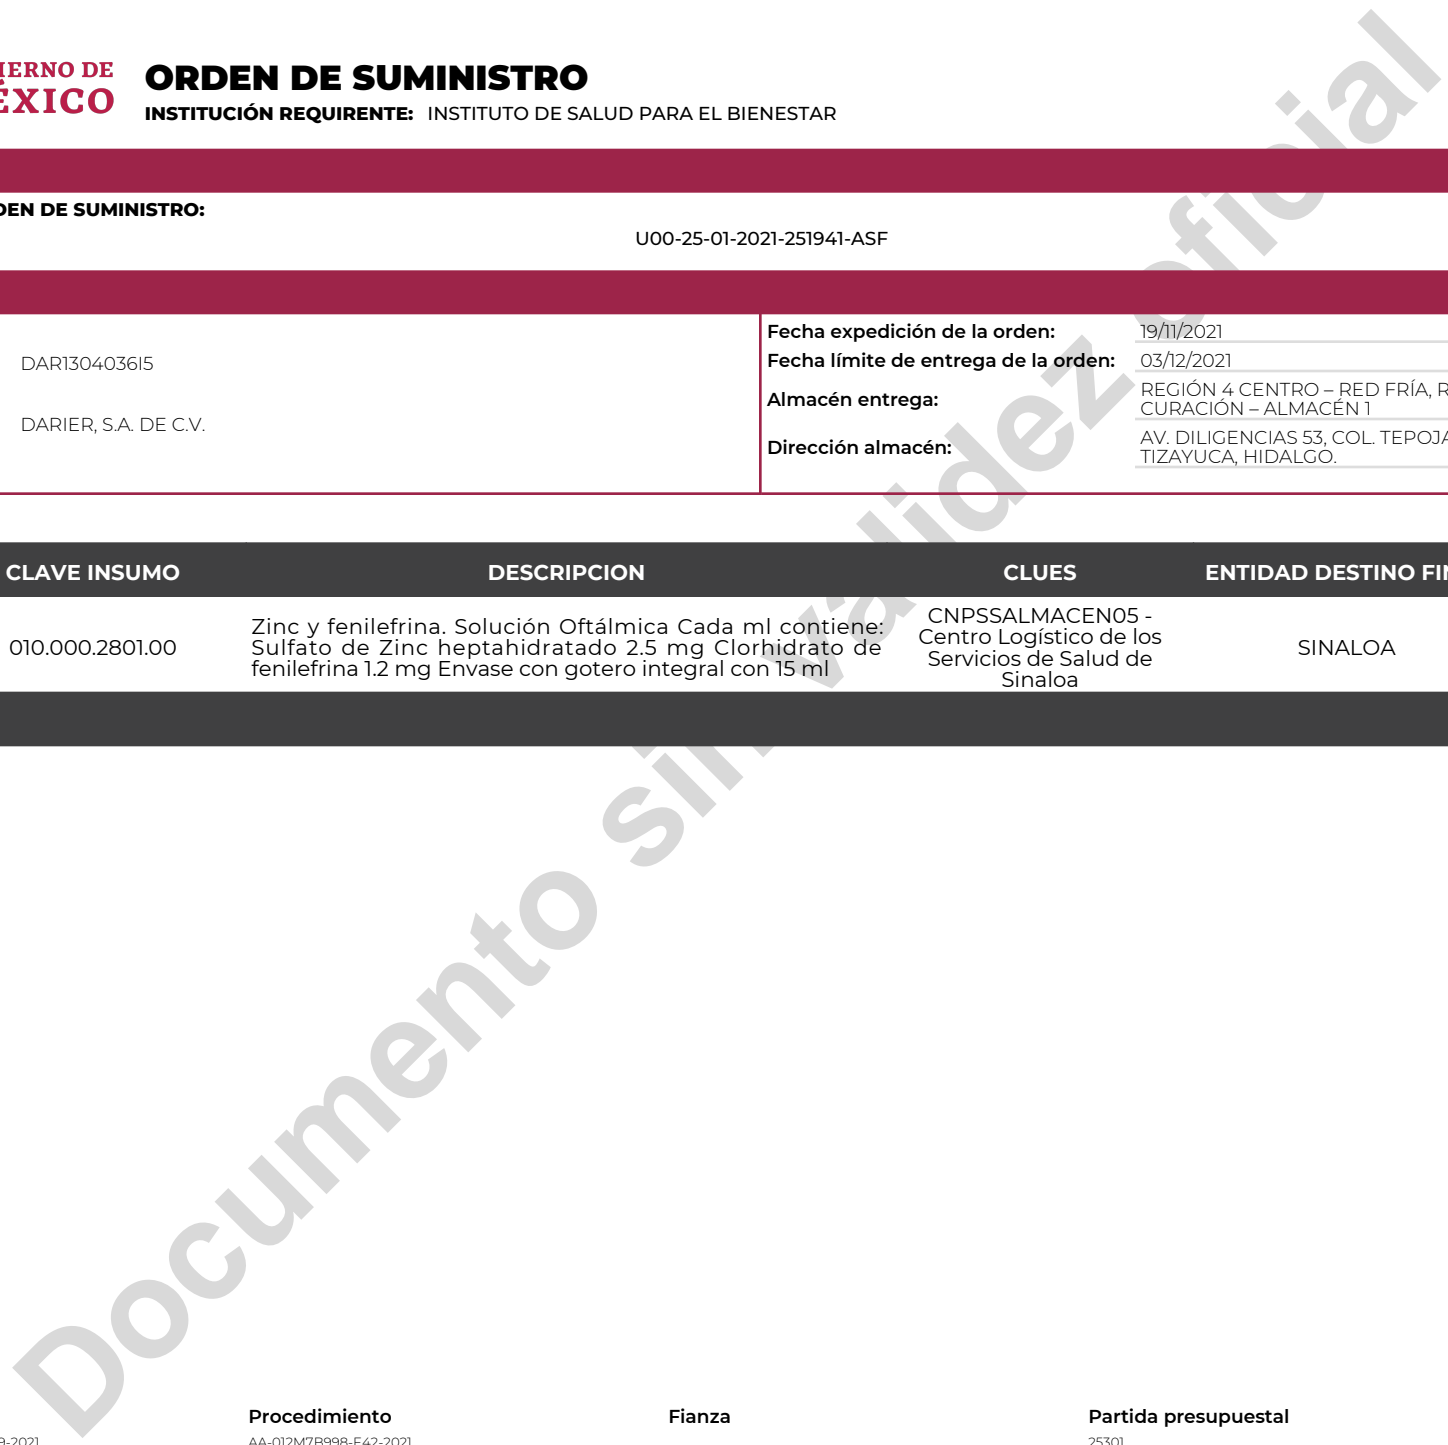 ORDEN DE SUMINISTRO
INSTITUCIÓN REQUIRENTE: INSTITUTO DE SALUD PARA EL BIENESTAR
DE SUMINISTRO:
U00-25-01-2021-251941-ASF
DAR1304036I5
DARIER, S.A. DE C.V.
Fecha expedición de la orden: 19/11/2021
Fecha límite de entrega de la orden: 03/12/2021
Almacén entrega: REGIÓN 4 CENTRO – RED FRÍA,
CURACIÓN – ALMACÉN 1
Dirección almacén: AV. DILIGENCIAS 53, COL.
TIZAYUCA, HIDALGO.
CLAVE INSUMO DESCRIPCION CLUES ENTIDAD DESTINO
010.000.2801.00
Zinc y fenilefrina. Solución Oftálmica Cada ml contiene:
Sulfato de Zinc heptahidratado 2.5 mg Clorhidrato de
fenilefrina 1.2 mg Envase con gotero integral con 15 ml
CNPSSALMACEN05 -
Centro Logístico de los
Servicios de Salud de
Sinaloa
SINALOA
Documento sin validez oficial
Procedimiento Fianza Partida presupuestal
AA-012M7B998-E42-2021 25301